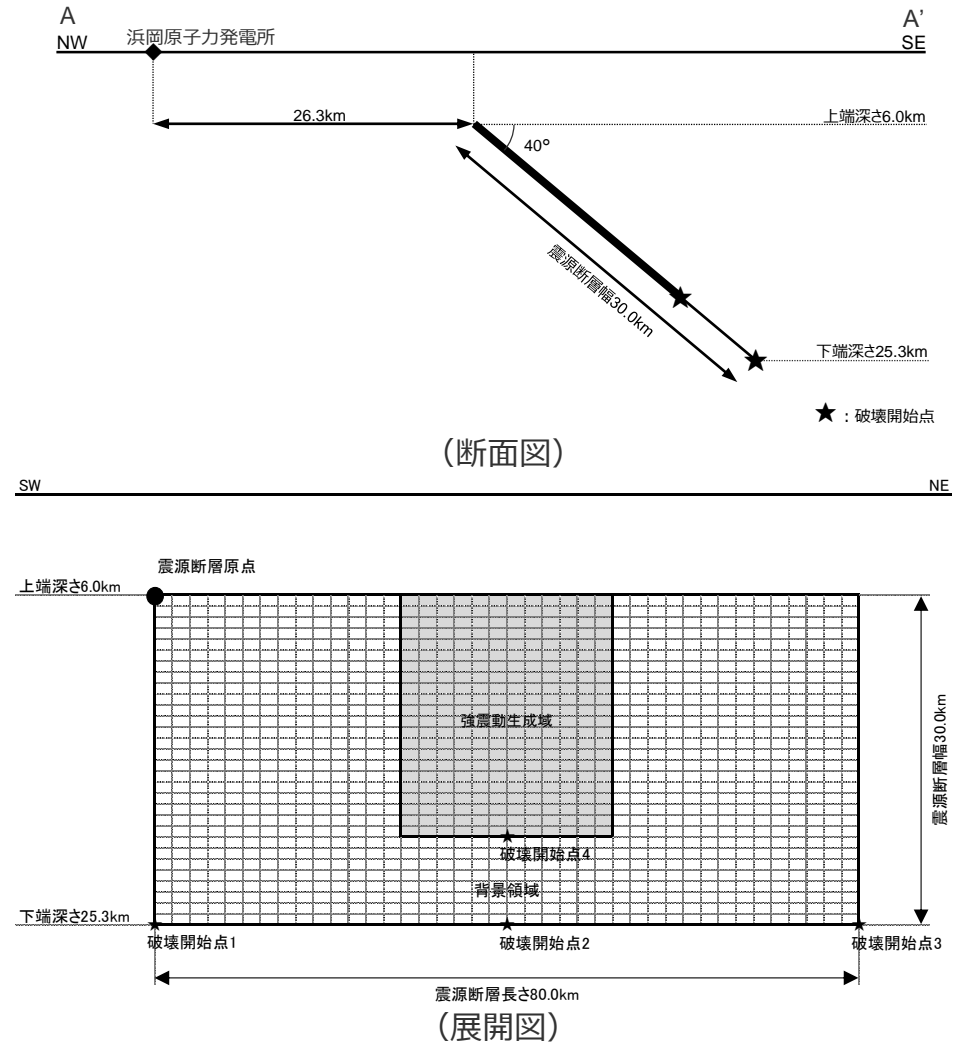 A
A'
NW
浜岡原子力発電所
SE
26.3km
上端深さ6.0km
40°
震源断層幅30.0km
下端深さ25.3km
★:破壊開始点
(断面図)
SW
NE
震源断層原点
上端深さ6.0km
強震動生成域
震源断層幅30.0km
破壊開始点4
背景領域
下端深さ25.3km
破壊開始点1
破壊開始点2
破壊開始点3
震源断層長さ80.0km
(展開図)